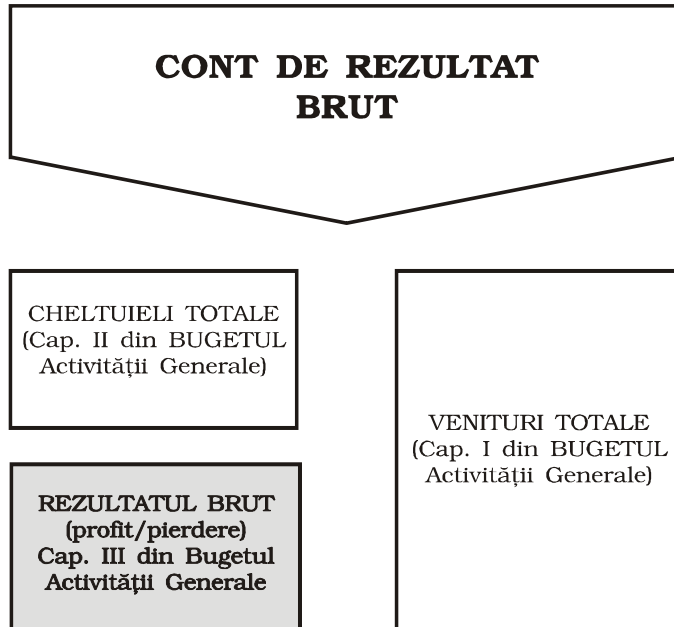 CONT DE REZULTAT
BRUT
CHELTUIELI TOTALE
(Cap. II din BUGETUL
Activității Generale)
REZULTATUL BRUT
(profit/pierdere)
Cap. III din Bugetul
Activității Generale
VENITURI TOTALE
(Cap. I din BUGETUL
Activității Generale)